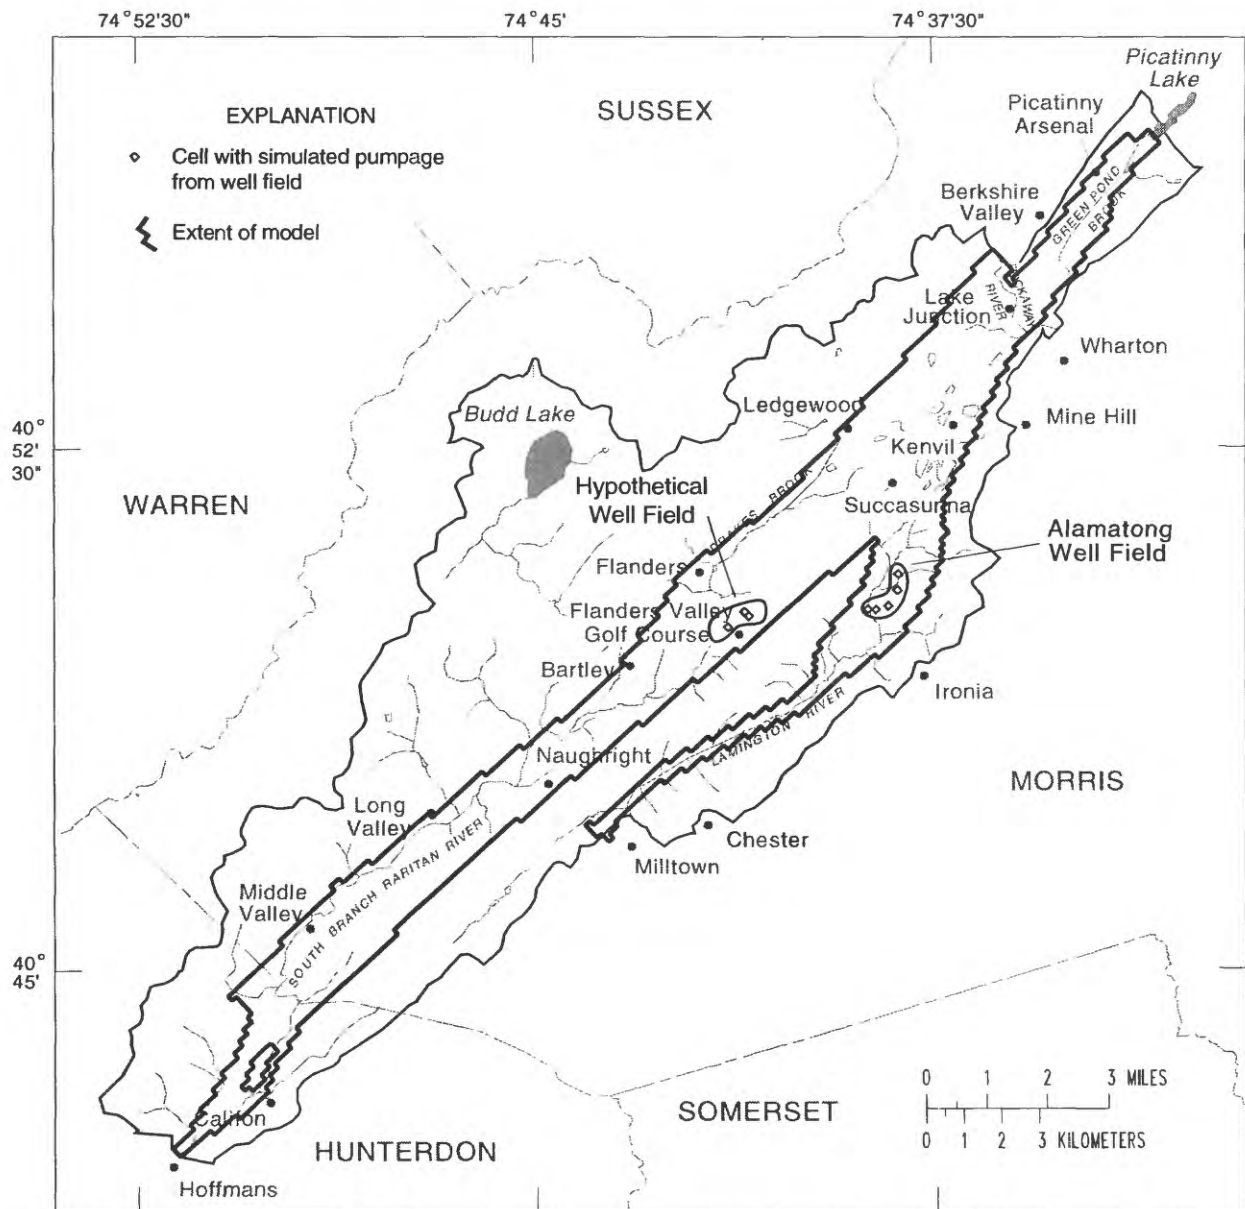 74°52'30"
74°45'
74°37'30"
Picatinny
Lake
EXPLANATION
SUSSEX
Picatinny
Arsenal
Cell with simulated pumpage
from well field
Extent of model
Berkshire
Valley
GREEN POND
BROOK
Lake
Junction
RIVER
Wharton
Budd Lake
Ledgewood
40°
52'
30"
Kenvil
Mine Hill
WARREN
Hypothetical
Well Field
BROOK
Succasunna
Alamatong
Well Field
Flanders
Flanders Valley
Golf Course
Bartley
Ironia
LAMINGTON RIVER
Naughright
MORRIS
Long
Valley
Chester
Milltown
SOUTH BRANCH RARITAN RIVER
Middle
Valley
40°
45'
0 1 2 3 MILES
0 1 2 3 KILOMETERS
Califon
SOMERSET
HUNTERDON
Hoffmans